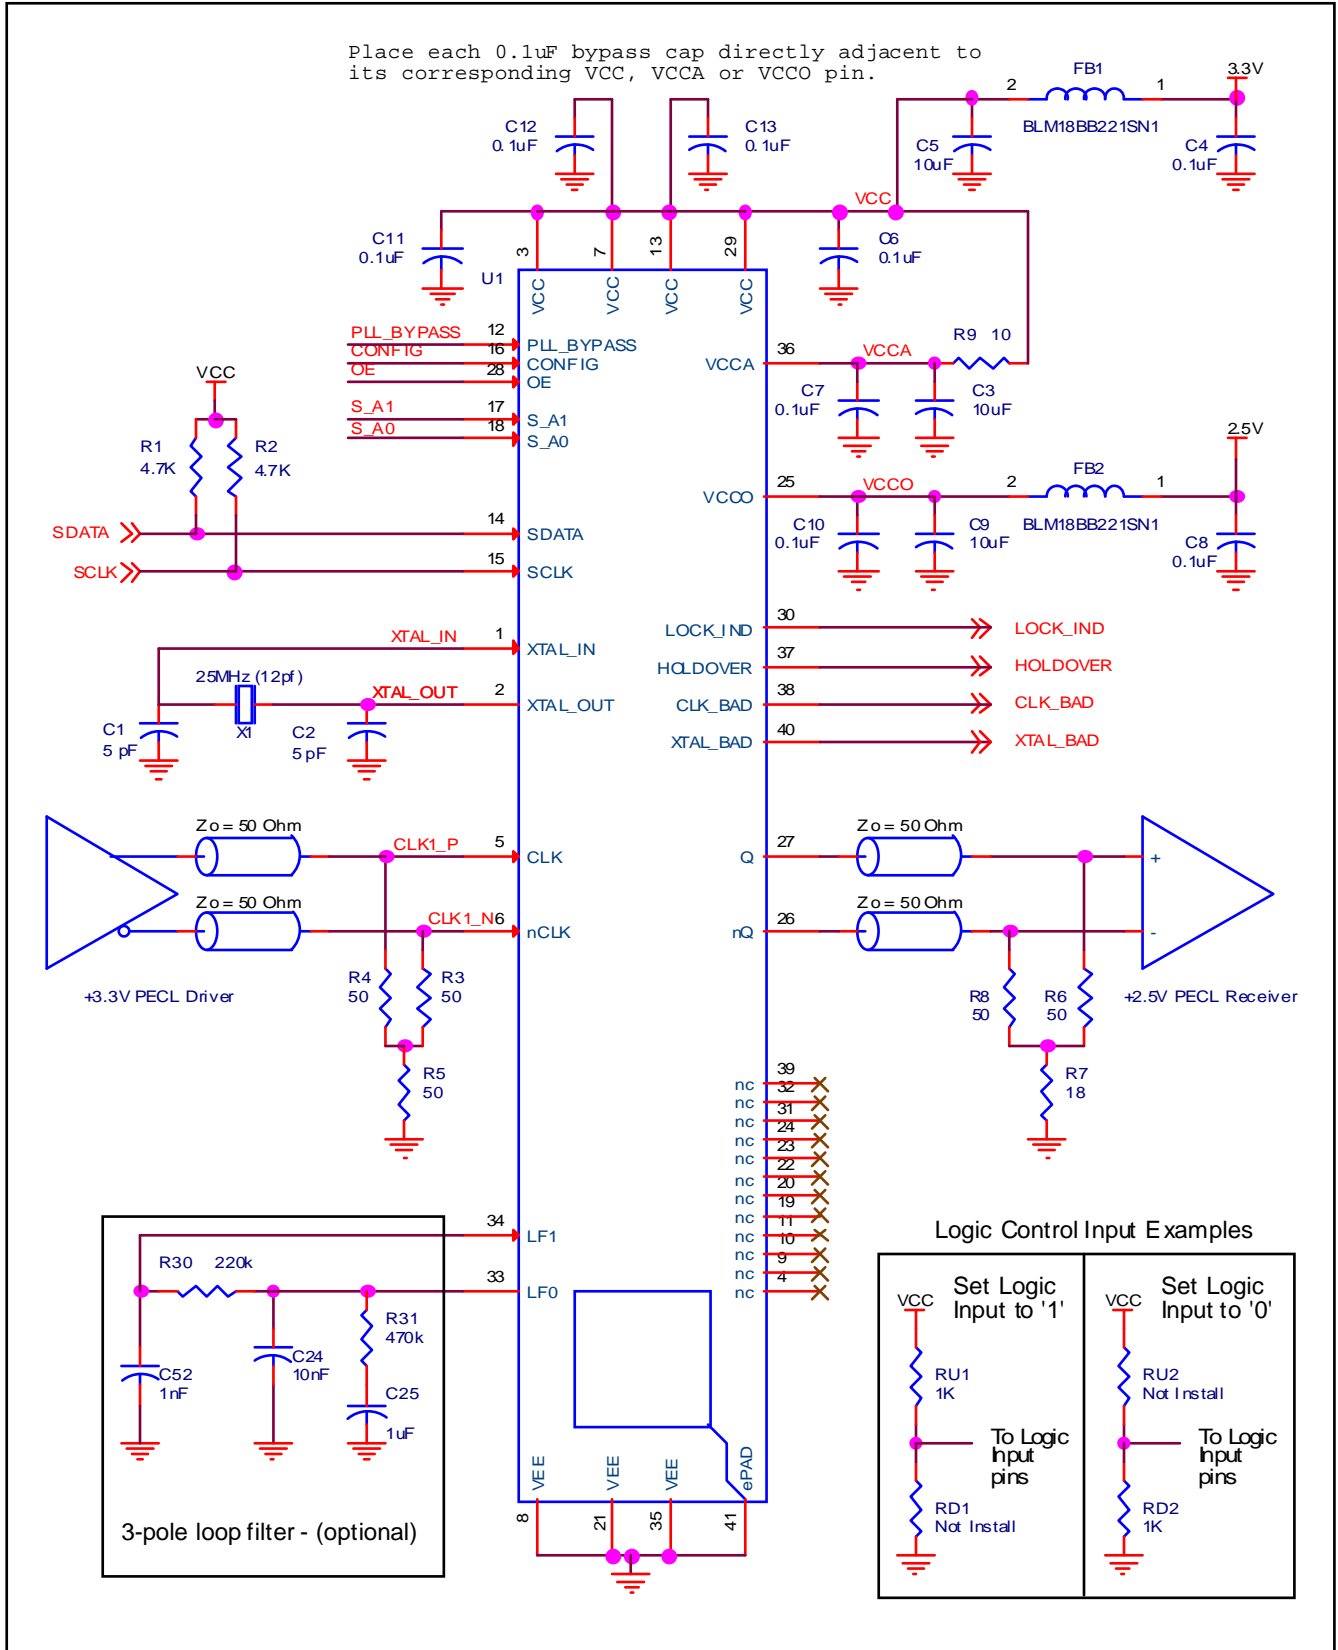 Place each 0.1uF bypass cap directly adjacent to
its corresponding VCC, VCCA or VCCO pin.
FB1
2
1
3.3V
BLM18BB221SN1
C12
0.1uF
C13
0.1uF
C5
10uF
C4
0.1uF
VCC
C11
0.1uF
3
7
13
29
C6
0.1uF
U1
VCC
VCC
VCC
VCC
PLL_BYPASS
12
PLL_BYPASS
CONFIG
16
CONFIG
OE
28
OE
S_A1
17
S_A1
S_A0
18
S_A0
VCCA
36
VCCA
R9 10
C7
0.1uF
C3
10uF
VCC
R1
4.7K
R2
4.7K
2.5V
VCCO
25
VCCO
2
FB2
1
BLM18BB221SN1
C10
0.1uF
C9
10uF
C8
0.1uF
SDATA
14
SDATA
SCLK
15
SCLK
LOCK_IND
30
LOCK_IND
HOLDOVER
37
HOLDOVER
CLK_BAD
38
CLK_BAD
XTAL_BAD
40
XTAL_BAD
XTAL_IN
1
XTAL_IN
25MHz (12pf)
XTAL_OUT
2
XTAL_OUT
X1
C1
5 pF
C2
5 pF
Zo = 50 Ohm
CLK1_P
5
CLK
Zo = 50 Ohm
CLK1_N
6
nCLK
+3.3V PECL Driver
R4
50
R3
50
R5
50
Q
27
Zo = 50 Ohm
+
nQ
26
Zo = 50 Ohm
-
+2.5V PECL Receiver
R8
50
R6
50
R7
18
nc
39
nc
32
nc
31
nc
24
nc
23
nc
22
nc
20
nc
19
nc
11
nc
10
nc
9
nc
4
34
LF1
R30 220k
33
LF0
R31
470k
C52
1nF
C24
10nF
C25
1uF
3-pole loop filter - (optional)
VEE
VEE
VEE
ePAD
8
21
35
41
Logic Control Input Examples
Set Logic
Input to '1'
VCC
RU1
1K
To Logic
Input
pins
RD1
Not Install
Set Logic
Input to '0'
VCC
RU2
Not Install
To Logic
Input
pins
RD2
1K